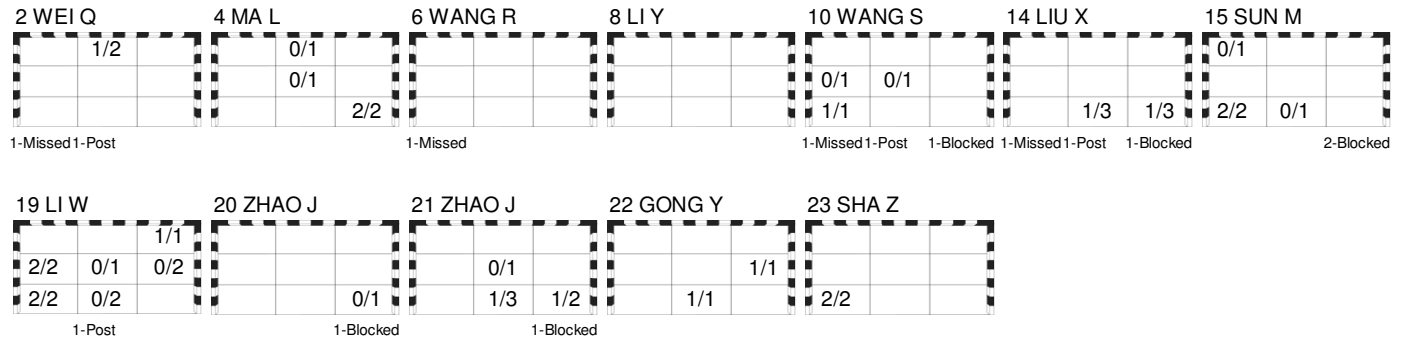 2 WEI Q 4 MA L 6 WANG R 8 LI Y 10 WANG S 14 LIU X 15 SUN M
1/2 0/1 0/1
0/1 0/1 0/1
2/2 1/1 1/3 1/3 2/2 0/1
1-Missed 1-Post 1-Missed 1-Missed 1-Post 1-Blocked 1-Missed 1-Post 1-Blocked 2-Blocked
19 LI W 20 ZHAO J 21 ZHAO J 22 GONG Y 23 SHA Z
1/1
2/2 0/1 0/2 0/1 1/1
2/2 0/2 0/1 1/3 1/2 1/1 2/2
1-Post 1-Blocked 1-Blocked